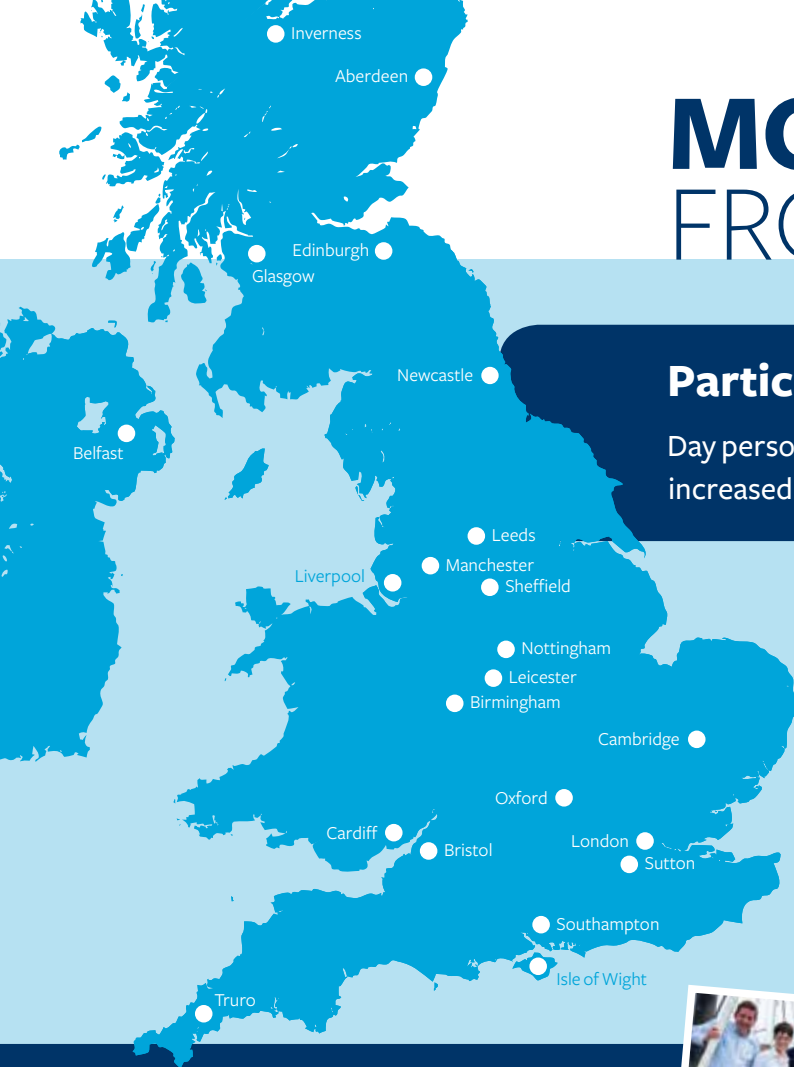 Inverness
Aberdeen
MO
FRO
Edinburgh
Glasgow
Partic
Newcastle
Day perso
Belfast
increased
Leeds
Manchester
Liverpool
Sheffield
Nottingham
Leicester
Birmingham
Cambridge
Oxford
Cardiff
London
Bristol
Sutton
Southampton
Isle of Wight
Truro